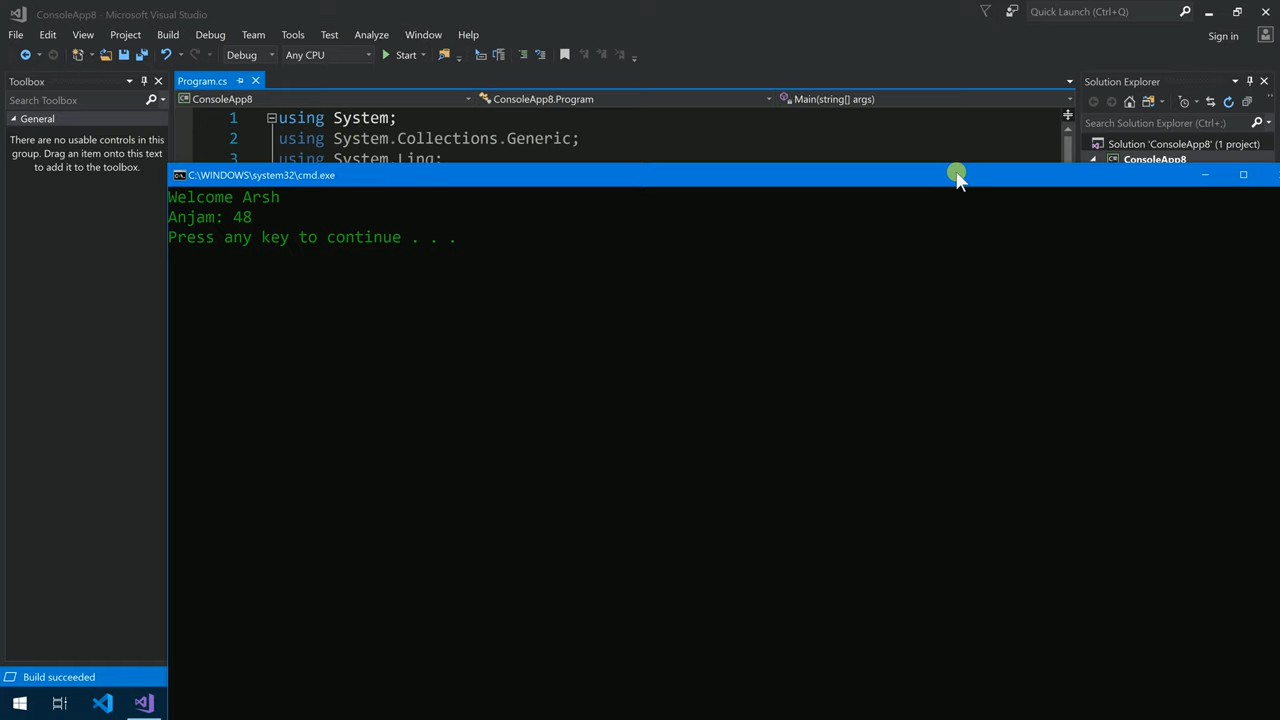 ConsoleApp8 - Microsoft Visual Studio
Quick Launch (Ctrl+Q)
File Edit View Project Build Debug Team Tools Test Analyze Window Help
Sign in
Debug Any CPU Start
Toolbox
Program.cs
Solution Explorer
Search Toolbox
ConsoleApp8
ConsoleApp8.Program
Main(string[] args)
General
There are no usable controls in this
group. Drag an item onto this text
to add it to the toolbox.
1 using System;
2 using System.Collections.Generic;
3 using System.Linq;
Search Solution Explorer (Ctrl+;)
Solution 'ConsoleApp8' (1 project)
ConsoleApp8
C:\WINDOWS\system32\cmd.exe
Welcome Arsh
Anjam: 48
Press any key to continue . . .
Build succeeded